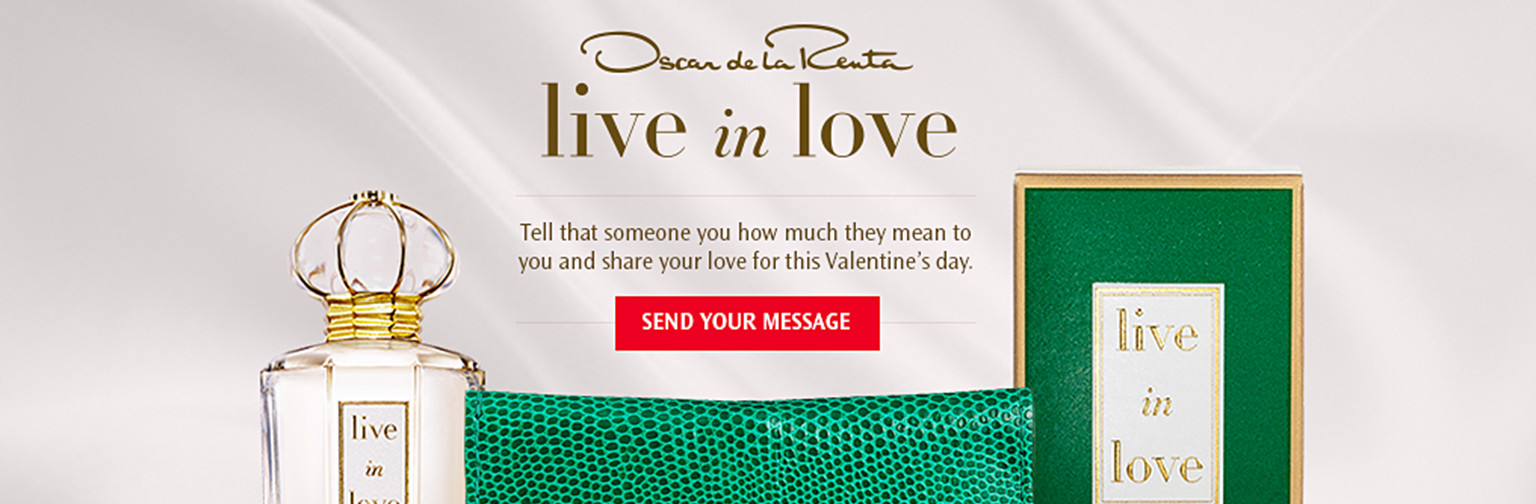 Oscar de la Renta
live in love
Tell that someone you how much they mean to
you and share your love for this Valentine’s day.
SEND YOUR MESSAGE
live
in
love
live
in
love